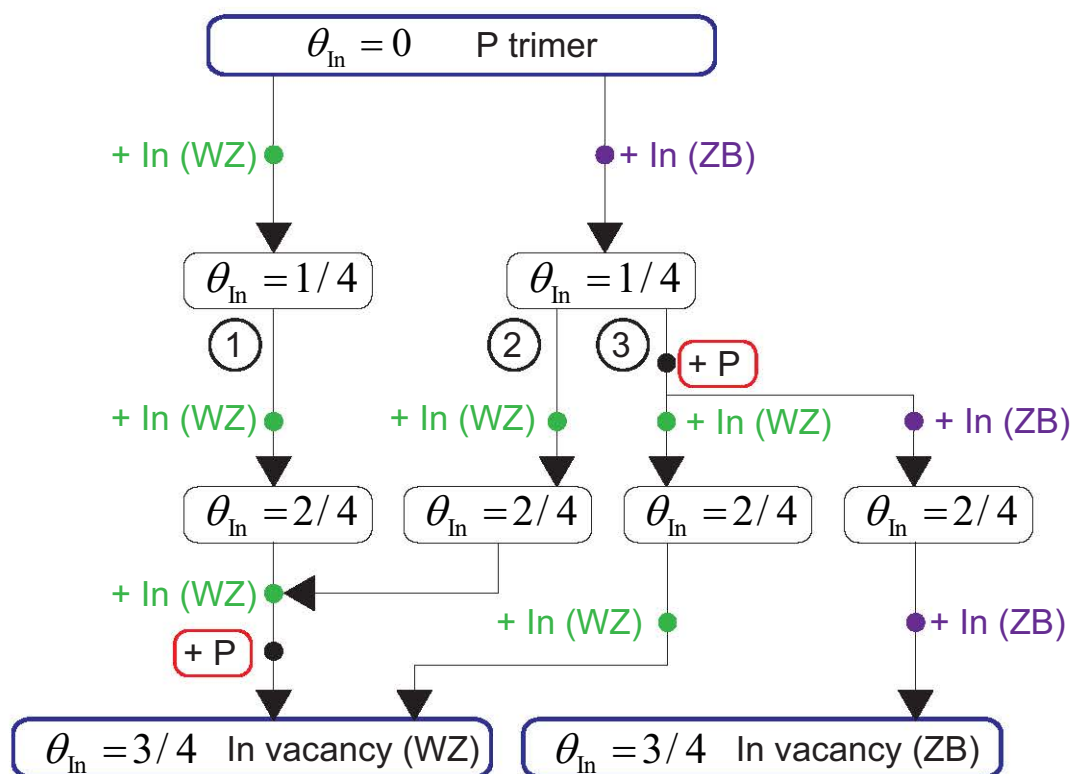 θIn = 0 P trimer
+ In (WZ)
+ In (ZB)
θIn = 1 / 4
θIn = 1 / 4
1
2
3
+ P
+ In (WZ)
+ In (WZ)
+ In (WZ)
+ In (ZB)
θIn = 2 / 4
θIn = 2 / 4
θIn = 2 / 4
θIn = 2 / 4
+ In (WZ)
+ In (WZ)
+ In (ZB)
+ P
θIn = 3 / 4 In vacancy (WZ)
θIn = 3 / 4 In vacancy (ZB)